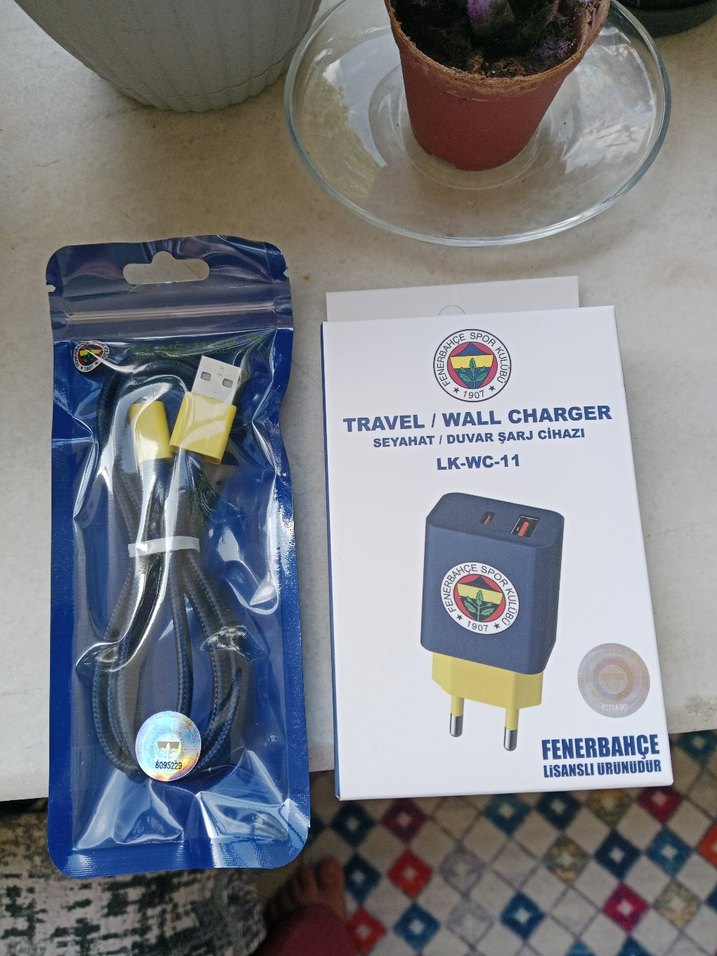 FENERBAHÇE SPOR KULÜBÜ
★ 1907 ★
TRAVEL / WALL CHARGER
SEYAHAT / DUVAR ŞARJ CİHAZI
LK-WC-11
FENERBAHÇE SPOR KULÜBÜ
★ 1907 ★
8111490
FENERBAHÇE
LİSANSLI ÜRÜNÜDÜR
6095229